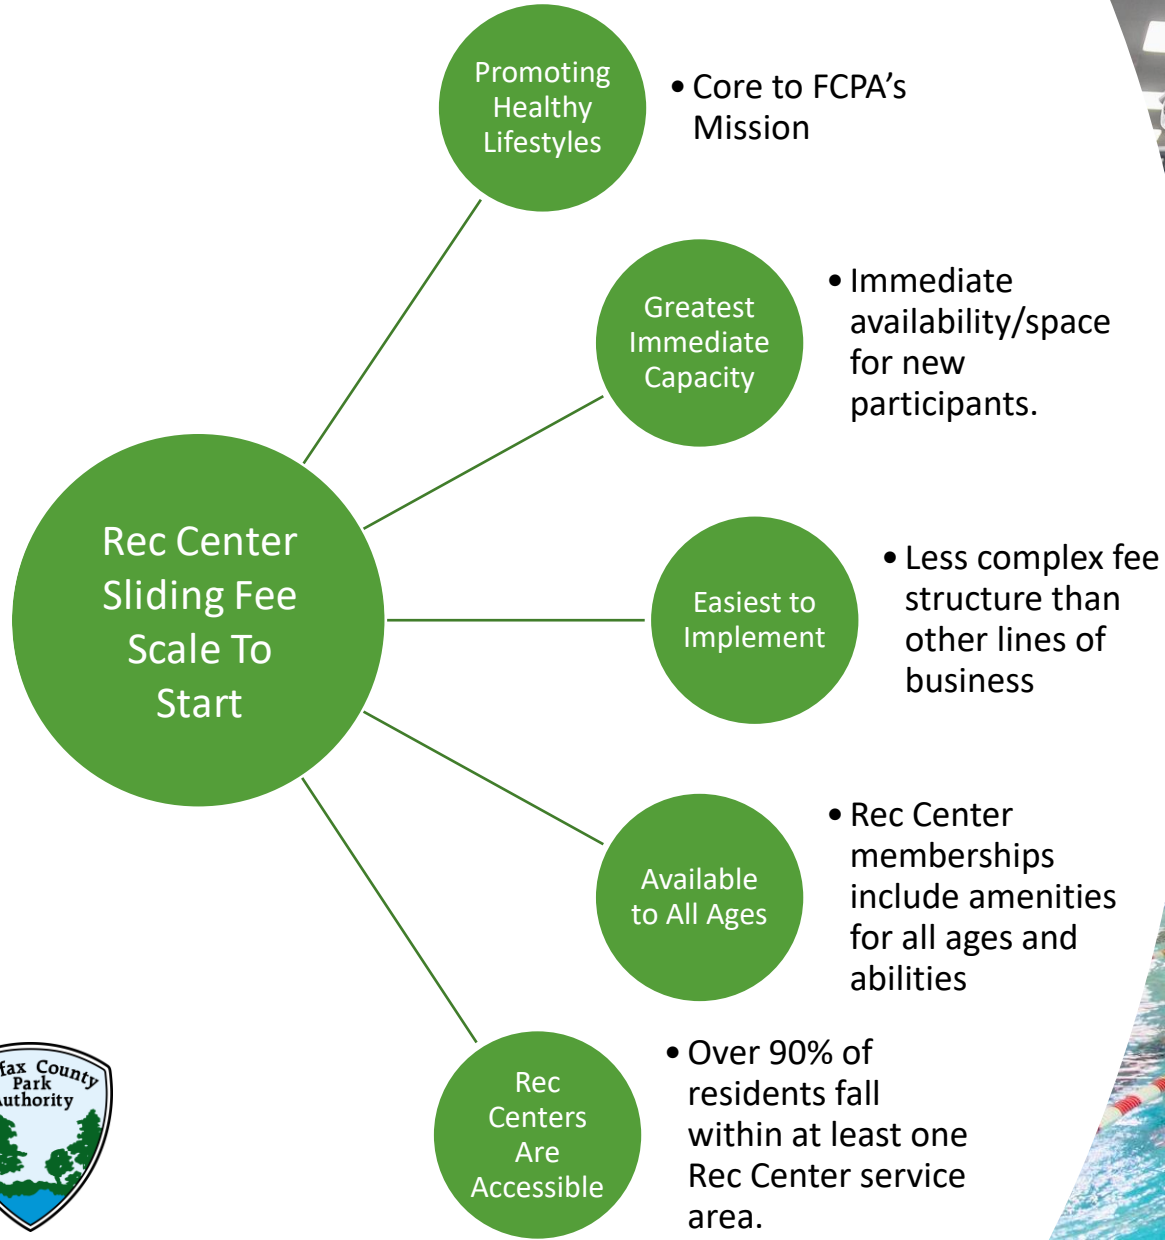 Promoting
Healthy
Lifestyles
• Core to FCPA's
Mission
Greatest
Immediate
Capacity
• Immediate
availability/space
for new
participants.
Rec Center
Sliding Fee
Scale To
Start
Easiest to
Implement
• Less complex fee
structure than
other lines of
business
Available
to All Ages
• Rec Center
memberships
include amenities
for all ages and
abilities
Rec
Centers
Are
Accessible
• Over 90% of
residents fall
within at least one
Rec Center service
area.
County
Park